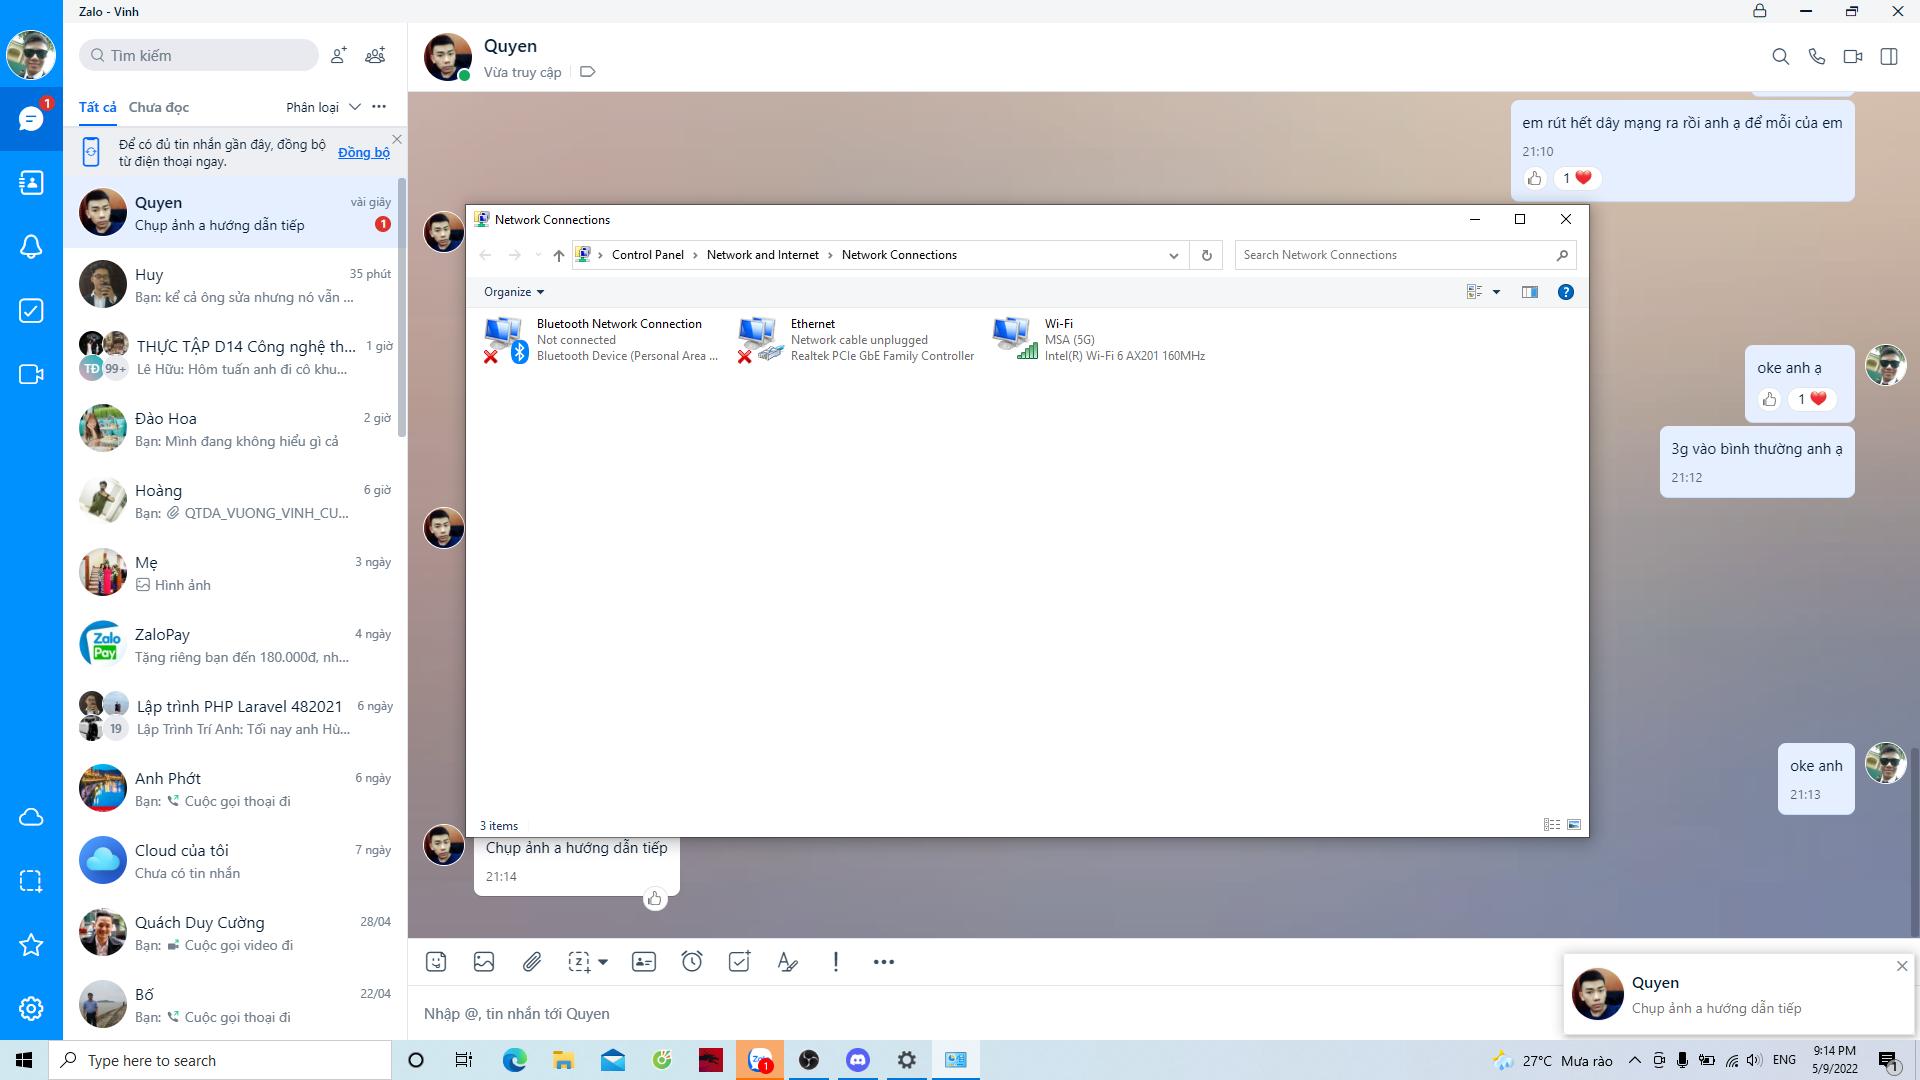 Zalo - Vinh
Tìm kiếm
Tất cả Chưa đọc Phân loại
Để có đủ tin nhắn gần đây, đồng bộ
từ điện thoại ngay.
Đồng bộ
1
Quyen vài giây
Chụp ảnh a hướng dẫn tiếp 1
Huy 35 phút
Bạn: kể cả ông sửa nhưng nó vẫn ...
THỰC TẬP D14 Công nghệ th... 1 giờ
TĐ 99+ Lê Hữu: Hôm tuấn anh đi cô khu...
Đào Hoa 2 giờ
Bạn: Mình đang không hiểu gì cả
Hoàng 6 giờ
Bạn: QTDA_VUONG_VINH_CU...
Mẹ 3 ngày
Hình ảnh
Zalo
Pay
ZaloPay 4 ngày
Tặng riêng bạn đến 180.000đ, nh...
Lập trình PHP Laravel 482021 6 ngày
19 Lập Trình Trí Anh: Tối nay anh Hù...
Anh Phớt 6 ngày
Bạn: Cuộc gọi thoại đi
Cloud của tôi 7 ngày
Chưa có tin nhắn
Quách Duy Cường 28/04
Bạn: Cuộc gọi video đi
Bố 22/04
Bạn: Cuộc gọi thoại đi
Quyen
Vừa truy cập
em rút hết dây mạng ra rồi anh ạ để mỗi của em
21:10
1
Network Connections
Control Panel Network and Internet Network Connections
Search Network Connections
Organize
Bluetooth Network Connection
Not connected
Bluetooth Device (Personal Area ...
Ethernet
Network cable unplugged
Realtek PCIe GbE Family Controller
Wi-Fi
MSA (5G)
Intel(R) Wi-Fi 6 AX201 160MHz
3 items
oke anh ạ
1
3g vào bình thường anh ạ
21:12
oke anh
21:13
Chụp ảnh a hướng dẫn tiếp
21:14
Nhập @, tin nhắn tới Quyen
Quyen
Chụp ảnh a hướng dẫn tiếp
Type here to search
Zalo
1
27°C Mưa rào
ENG
9:14 PM
5/9/2022
1